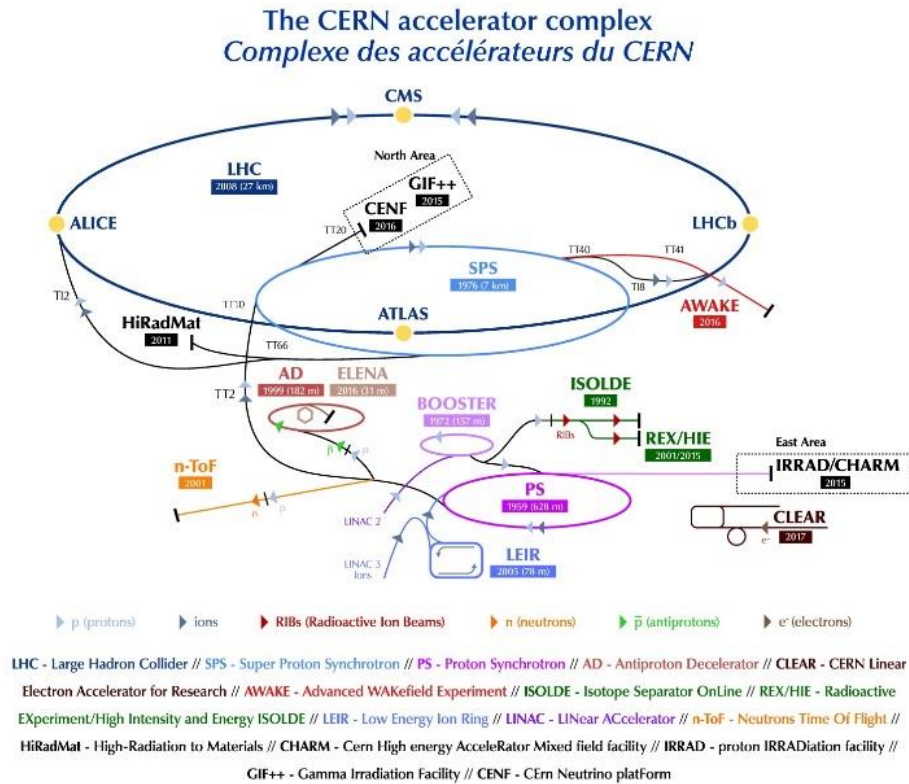 The CERN accelerator complex
Complexe des accélérateurs du CERN
CMS
North Area
LHC
2008 (27 km)
GIF++
2015
CENF
2016
ALICE
LHCb
TT20
TT40
TT41
SPS
1976 (7 km)
TI2
TT10
TI8
ATLAS
AWAKE
2016
HiRadMat
2011
TT66
AD
1999 (182 m)
ELENA
2016 (31 m)
TT2
ISOLDE
1992
BOOSTER
1972 (157 m)
RIBs
REX/HIE
2001/2015
East Area
p̅
p
IRRAD/CHARM
2015
n-ToF
2001
PS
1959 (628 m)
n
p
LINAC 2
CLEAR
2017
e-
LEIR
2005 (78 m)
LINAC 3
Ions
p (protons)
ions
RIBs (Radioactive Ion Beams)
n (neutrons)
p̅ (antiprotons)
e- (electrons)
LHC - Large Hadron Collider // SPS - Super Proton Synchrotron // PS - Proton Synchrotron // AD - Antiproton Decelerator // CLEAR - CERN Linear
Electron Accelerator for Research // AWAKE - Advanced WAKefield Experiment // ISOLDE - Isotope Separator OnLine // REX/HIE - Radioactive
EXperiment/High Intensity and Energy ISOLDE // LEIR - Low Energy Ion Ring // LINAC - LINear ACcelerator // n-ToF - Neutrons Time Of Flight //
HiRadMat - High-Radiation to Materials // CHARM - Cern High energy AcceleRator Mixed field facility // IRRAD - proton IRRADiation facility //
GIF++ - Gamma Irradiation Facility // CENF - CErn Neutrino platForm